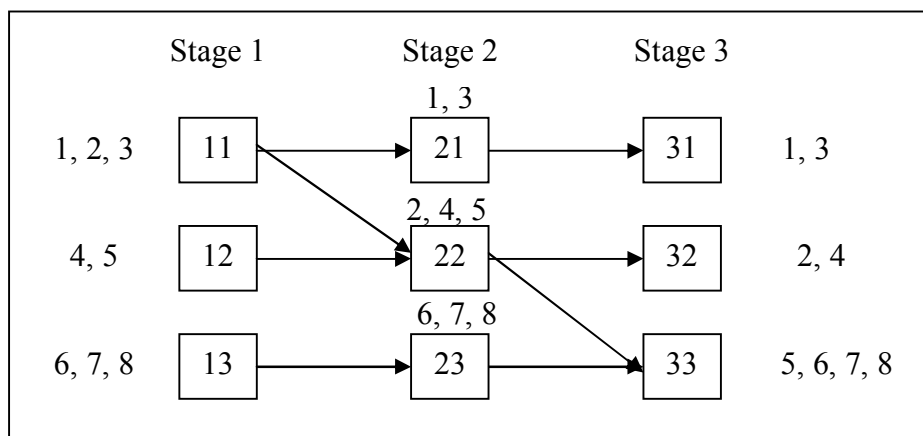 Stage 1 Stage 2 Stage 3
1, 3
1, 2, 3 11 21 31 1, 3
2, 4, 5
4, 5 12 22 32 2, 4
6, 7, 8
6, 7, 8 13 23 33 5, 6, 7, 8